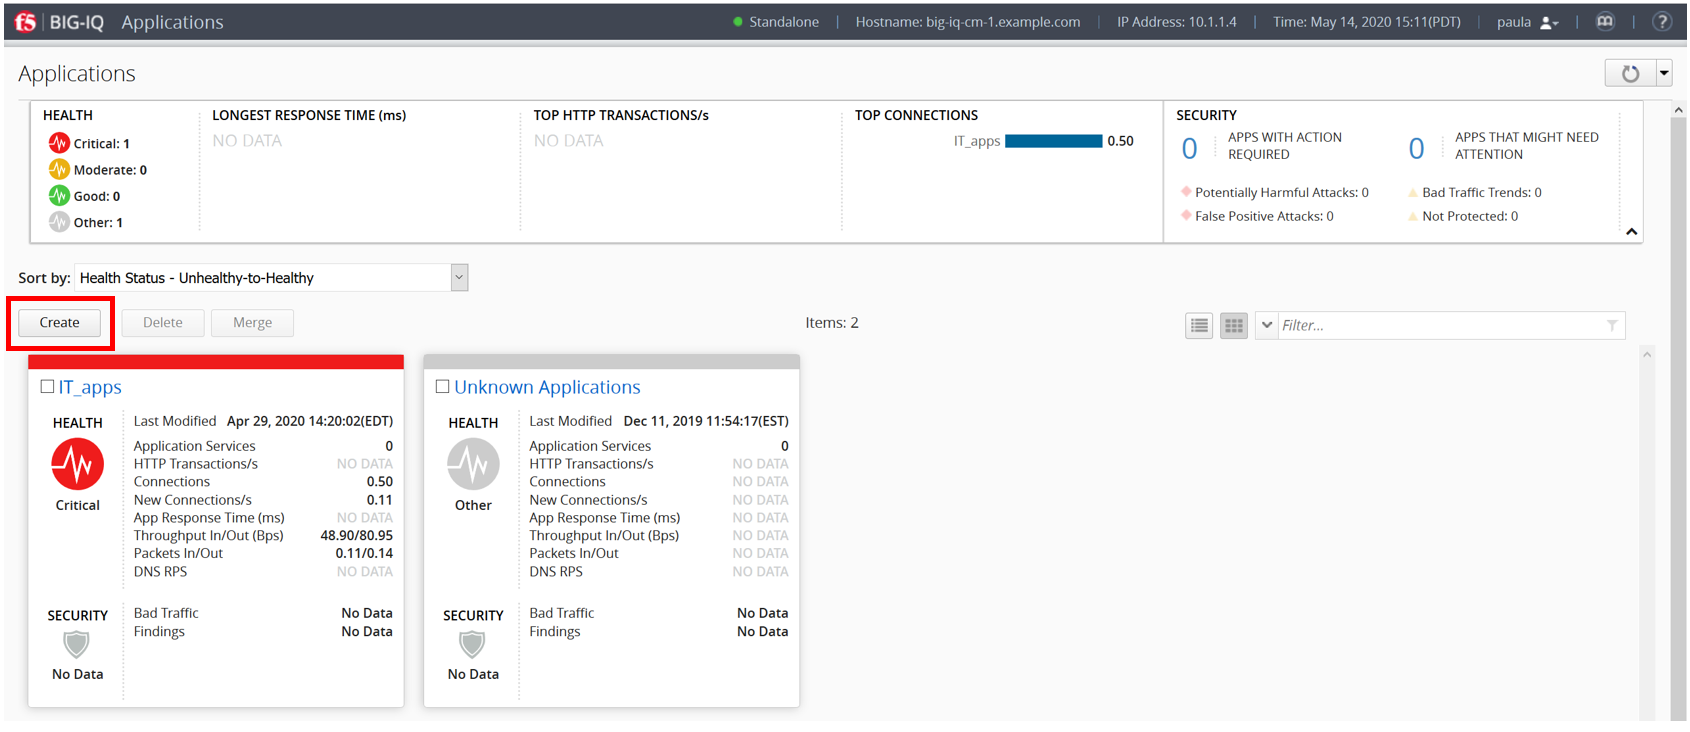 f5 BIG-IQ Applications Standalone Hostname: big-iq-cm-1.example.com IP Address: 10.1.1.4 Time: May 14, 2020 15:11(PDT) paula ?
Applications
HEALTH
Critical: 1
Moderate: 0
Good: 0
Other: 1
LONGEST RESPONSE TIME (ms)
NO DATA
TOP HTTP TRANSACTIONS/s
NO DATA
TOP CONNECTIONS
IT_apps 0.50
SECURITY
0 APPS WITH ACTION
REQUIRED
Potentially Harmful Attacks: 0
False Positive Attacks: 0
0 APPS THAT MIGHT NEED
ATTENTION
Bad Traffic Trends: 0
Not Protected: 0
Sort by: Health Status - Unhealthy-to-Healthy
Create Delete Merge Items: 2 Filter...
IT_apps
HEALTH
Critical
Last Modified Apr 29, 2020 14:20:02(EDT)
Application Services 0
HTTP Transactions/s NO DATA
Connections 0.50
New Connections/s 0.11
App Response Time (ms) NO DATA
Throughput In/Out (Bps) 48.90/80.95
Packets In/Out 0.11/0.14
DNS RPS NO DATA
SECURITY
No Data
Bad Traffic No Data
Findings No Data
Unknown Applications
HEALTH
Other
Last Modified Dec 11, 2019 11:54:17(EST)
Application Services 0
HTTP Transactions/s NO DATA
Connections NO DATA
New Connections/s NO DATA
App Response Time (ms) NO DATA
Throughput In/Out (Bps) NO DATA
Packets In/Out NO DATA
DNS RPS NO DATA
SECURITY
No Data
Bad Traffic No Data
Findings No Data